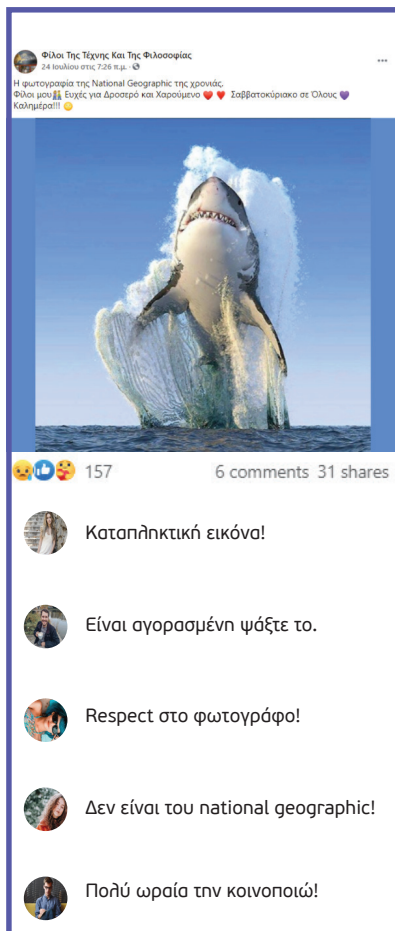 Φίλοι Της Τέχνης Και Της Φιλοσοφίας
24 Ιουλίου στις 7:26 π.μ. ·
Η φωτογραφία της National Geographic της χρονιάς.
Φίλοι μου👫 Ευχές για Δροσερό και Χαρούμενο ❤️ ❤️ Σαββατοκύριακο σε Όλους 💜
Καλημέρα!!! 🌝
157 6 comments 31 shares
Καταπληκτική εικόνα!
Είναι αγορασμένη ψάξτε το.
Respect στο φωτογράφο!
Δεν είναι του national geographic!
Πολύ ωραία την κοινοποιώ!